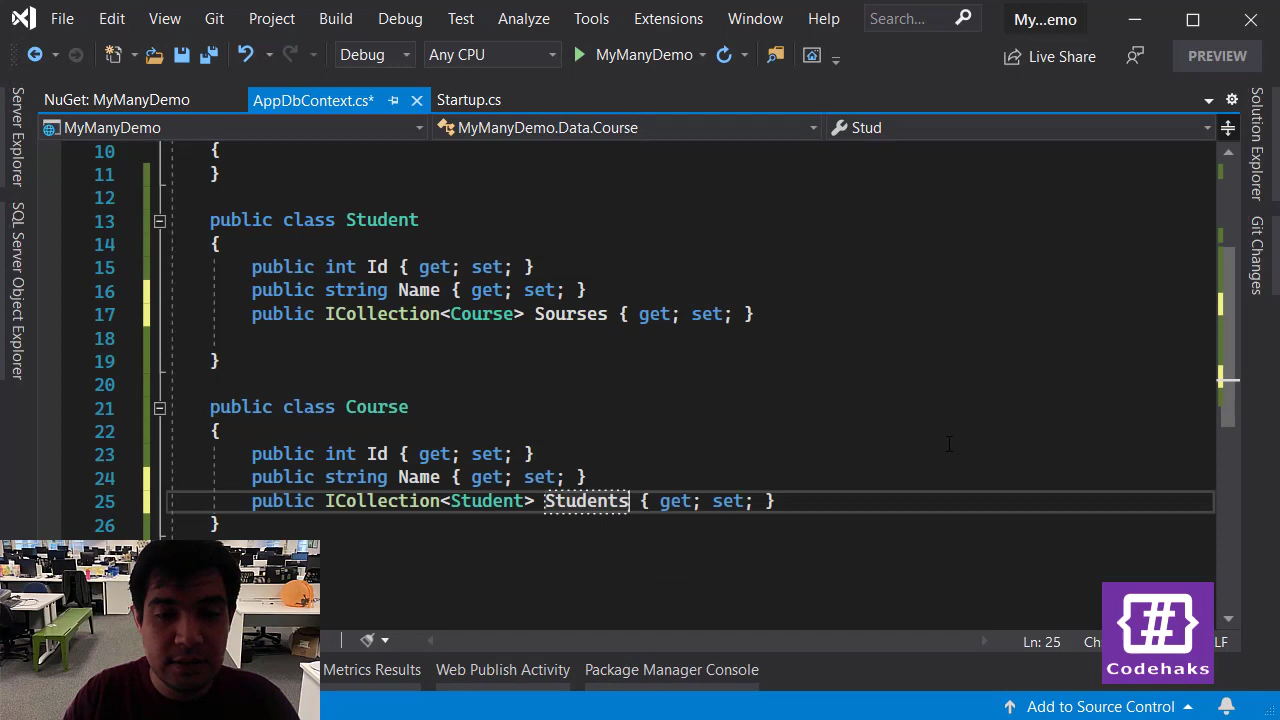 File Edit View Git Project Build Debug Test Analyze Tools Extensions Window Help Search... My...emo
Debug Any CPU MyManyDemo Live Share PREVIEW
NuGet: MyManyDemo AppDbContext.cs* Startup.cs
MyManyDemo MyManyDemo.Data.Course Stud
Server Explorer
SQL Server Object Explorer
10 {
11 }
12
13 public class Student
14 {
15 public int Id { get; set; }
16 public string Name { get; set; }
17 public ICollection<Course> Sourses { get; set; }
18
19 }
20
21 public class Course
22 {
23 public int Id { get; set; }
24 public string Name { get; set; }
25 public ICollection<Student> Students { get; set; }
26 }
Solution Explorer
Git Changes
Ln: 25
{#}
Codehaks
Metrics Results Web Publish Activity Package Manager Console
Add to Source Control